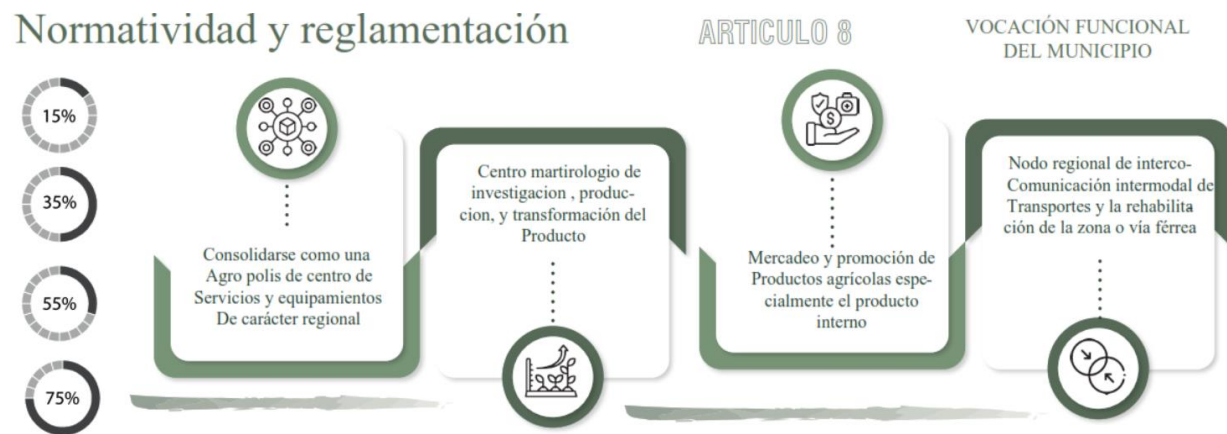 Normatividad y reglamentación
ARTICULO 8
VOCACIÓN FUNCIONAL
DEL MUNICIPIO
15%
35%
55%
75%
Consolidarse como una
Agro polis de centro de
Servicios y equipamientos
De carácter regional
Centro martirologio de
investigacion , produc-
cion, y transformación del
Producto
Mercadeo y promoción de
Productos agrícolas espe-
cialmente el producto
interno
Nodo regional de interco-
Comunicación intermodal de
Transportes y la rehabilita
ción de la zona o vía férrea
$